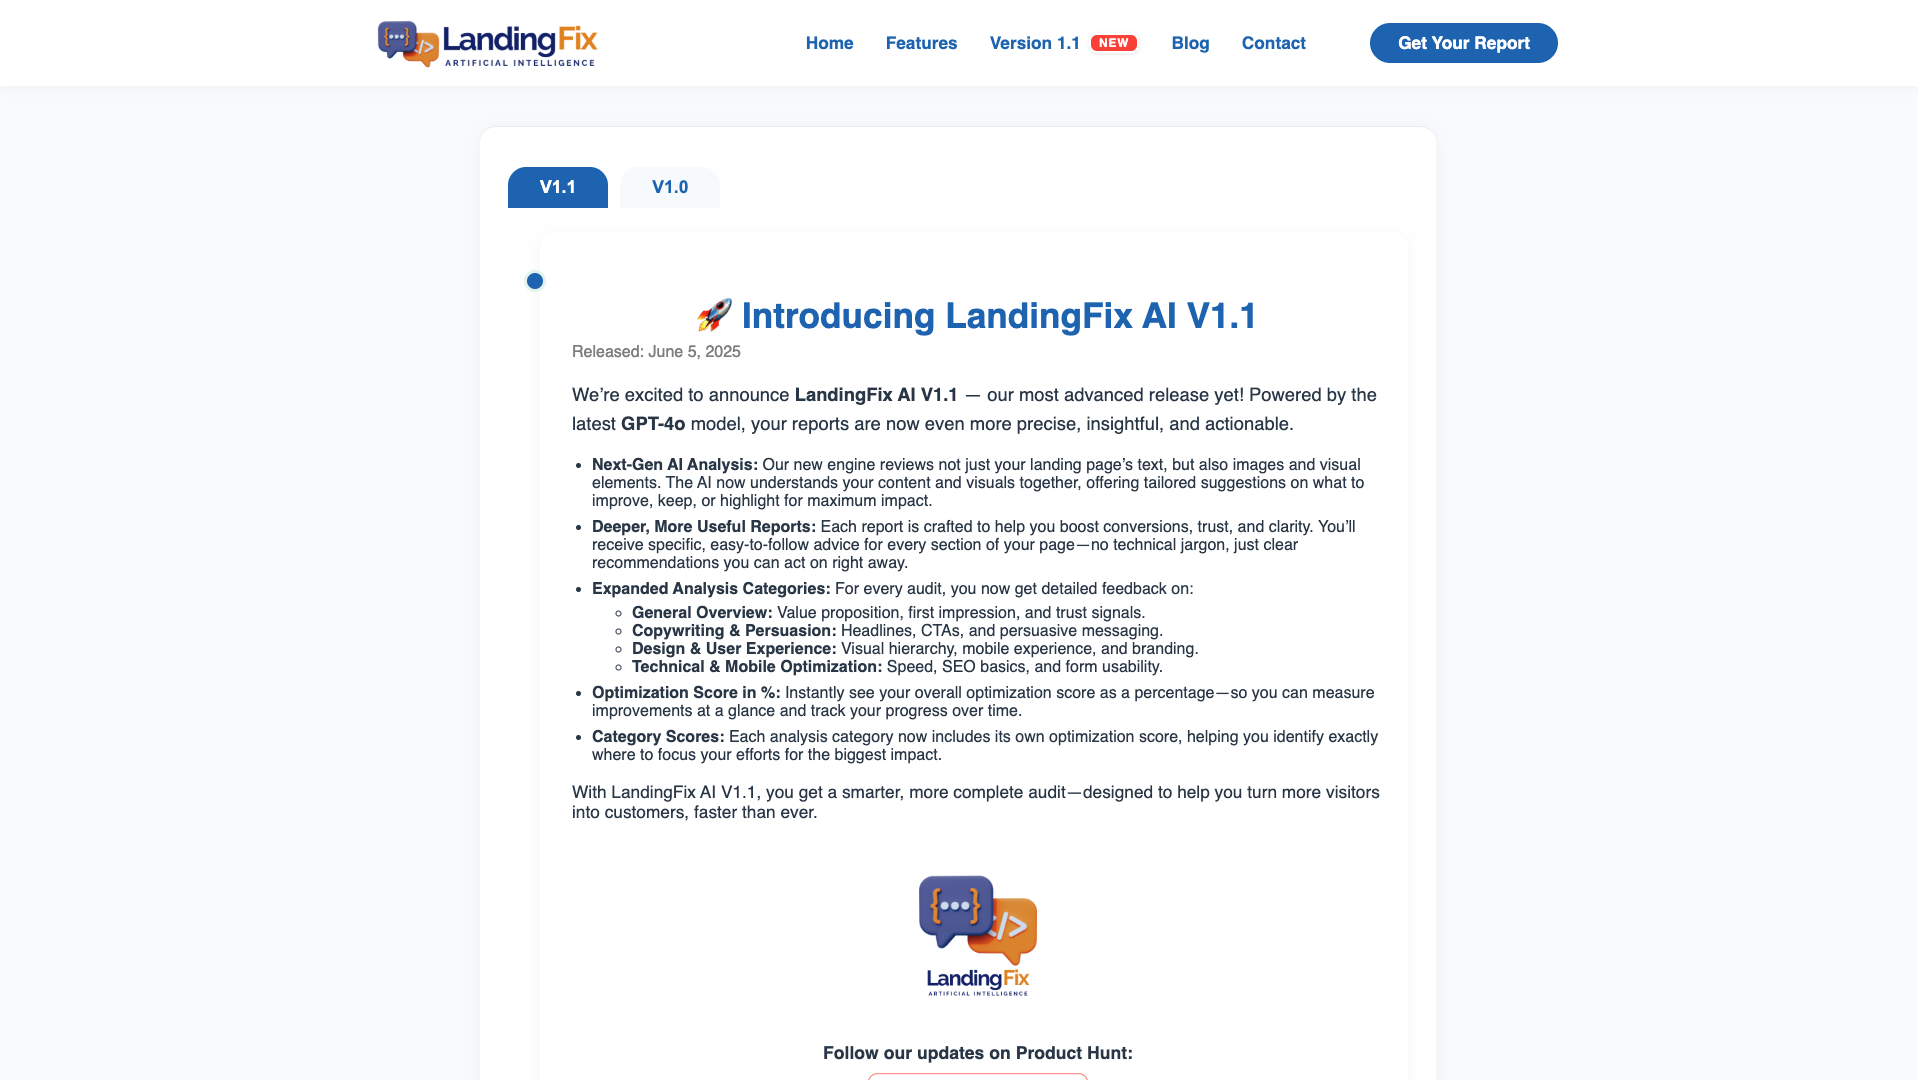 {...} </> LandingFix
ARTIFICIAL INTELLIGENCE
Home Features Version 1.1 NEW Blog Contact Get Your Report
V1.1 V1.0
🚀 Introducing LandingFix AI V1.1
Released: June 5, 2025
We’re excited to announce LandingFix AI V1.1 — our most advanced release yet! Powered by the
latest GPT-4o model, your reports are now even more precise, insightful, and actionable.
• Next-Gen AI Analysis: Our new engine reviews not just your landing page’s text, but also images and visual
elements. The AI now understands your content and visuals together, offering tailored suggestions on what to
improve, keep, or highlight for maximum impact.
• Deeper, More Useful Reports: Each report is crafted to help you boost conversions, trust, and clarity. You’ll
receive specific, easy-to-follow advice for every section of your page—no technical jargon, just clear
recommendations you can act on right away.
• Expanded Analysis Categories: For every audit, you now get detailed feedback on:
◦ General Overview: Value proposition, first impression, and trust signals.
◦ Copywriting & Persuasion: Headlines, CTAs, and persuasive messaging.
◦ Design & User Experience: Visual hierarchy, mobile experience, and branding.
◦ Technical & Mobile Optimization: Speed, SEO basics, and form usability.
• Optimization Score in %: Instantly see your overall optimization score as a percentage—so you can measure
improvements at a glance and track your progress over time.
• Category Scores: Each analysis category now includes its own optimization score, helping you identify exactly
where to focus your efforts for the biggest impact.
With LandingFix AI V1.1, you get a smarter, more complete audit—designed to help you turn more visitors
into customers, faster than ever.
{...} </>
LandingFix
ARTIFICIAL INTELLIGENCE
Follow our updates on Product Hunt: